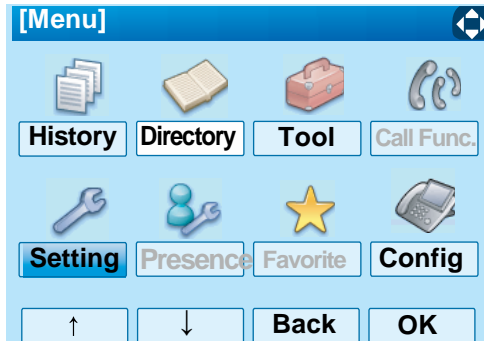 [Menu]
History Directory Tool Call Func.
Setting Presence Favorite Config
↑ ↓ Back OK